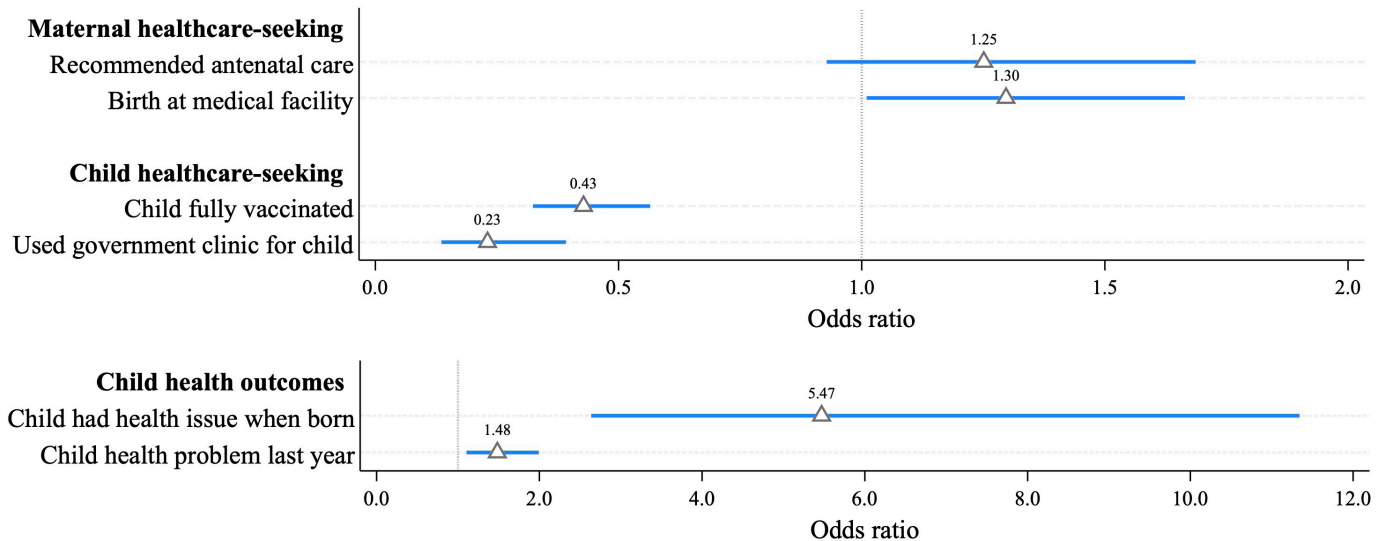 Maternal healthcare-seeking
1.25
Recommended antenatal care
1.30
Birth at medical facility
Child healthcare-seeking
0.43
Child fully vaccinated
0.23
Used government clinic for child
0.0 0.5 1.0 1.5 2.0
Odds ratio
Child health outcomes
5.47
Child had health issue when born
1.48
Child health problem last year
0.0 2.0 4.0 6.0 8.0 10.0 12.0
Odds ratio